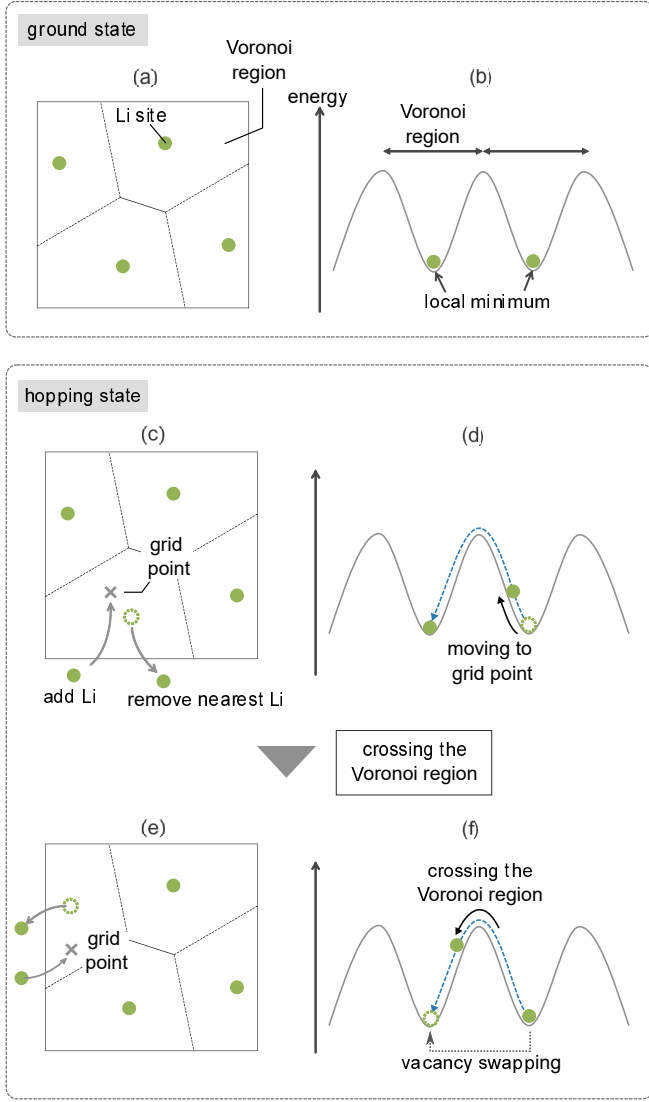 ground state
(a)
Voronoi
region
Li site
(b)
energy
Voronoi
region
local minimum
hopping state
(c)
grid
point
add Li
remove nearest Li
(d)
moving to
grid point
crossing the
Voronoi region
(e)
grid
point
(f)
crossing the
Voronoi region
vacancy swapping